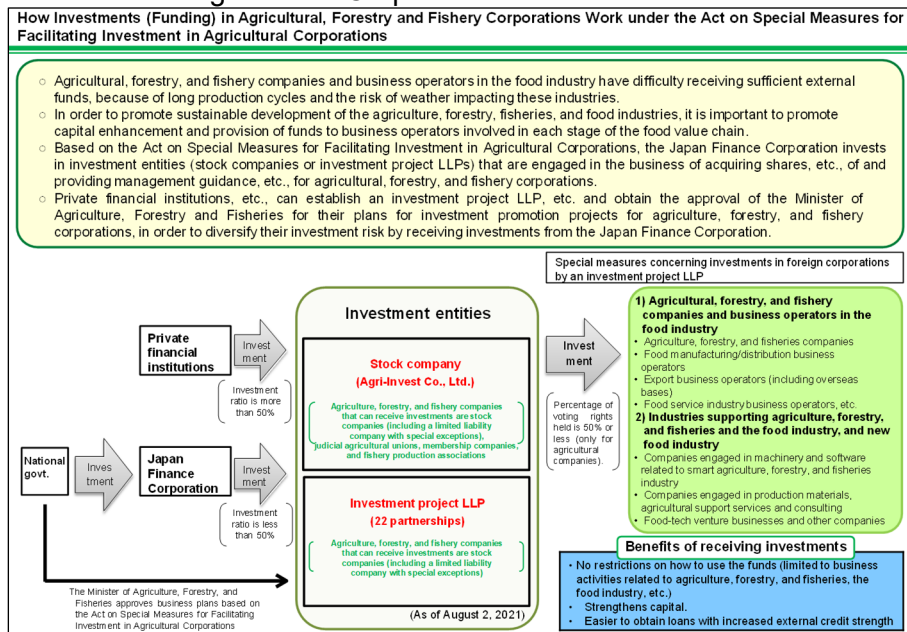 How Investments (Funding) in Agricultural, Forestry and Fishery Corporations Work under the Act on Special Measures for
Facilitating Investment in Agricultural Corporations
○ Agricultural, forestry, and fishery companies and business operators in the food industry have difficulty receiving sufficient external
funds, because of long production cycles and the risk of weather impacting these industries.
○ In order to promote sustainable development of the agriculture, forestry, fisheries, and food industries, it is important to promote
capital enhancement and provision of funds to business operators involved in each stage of the food value chain.
○ Based on the Act on Special Measures for Facilitating Investment in Agricultural Corporations, the Japan Finance Corporation invests
in investment entities (stock companies or investment project LLPs) that are engaged in the business of acquiring shares, etc., of and
providing management guidance, etc., for agricultural, forestry, and fishery corporations.
○ Private financial institutions, etc., can establish an investment project LLP, etc. and obtain the approval of the Minister of
Agriculture, Forestry and Fisheries for their plans for investment promotion projects for agriculture, forestry, and fishery
corporations, in order to diversify their investment risk by receiving investments from the Japan Finance Corporation.
Special measures concerning investments in foreign corporations
by an investment project LLP
Private
financial
institutions
Invest
ment
(Investment
ratio is more
than 50%)
National
govt.
Inves
tment
Japan
Finance
Corporation
Invest
ment
(Investment
ratio is less
than 50%)
The Minister of Agriculture, Forestry, and
Fisheries approves business plans based on
the Act on Special Measures for Facilitating
Investment in Agricultural Corporations
Investment entities
Stock company
(Agri-Invest Co., Ltd.)
Agriculture, forestry, and fishery companies
that can receive investments are stock
companies (including a limited liability
company with special exceptions),
judicial agricultural unions, membership companies,
and fishery production associations
Investment project LLP
(22 partnerships)
Agriculture, forestry, and fishery companies
that can receive investments are stock
companies (including a limited liability
company with special exceptions)
(As of August 2, 2021)
Invest
ment
Percentage of
voting rights
held is 50% or
less (only for
agricultural
companies).
1) Agricultural, forestry, and fishery
companies and business operators in the
food industry
• Agriculture, forestry, and fisheries companies
• Food manufacturing/distribution business
operators
• Export business operators (including overseas
bases)
• Food service industry business operators, etc.
2) Industries supporting agriculture, forestry,
and fisheries and the food industry, and new
food industry
• Companies engaged in machinery and software
related to smart agriculture, forestry, and fisheries
industry
• Companies engaged in production materials,
agricultural support services and consulting
• Food-tech venture businesses and other companies
Benefits of receiving investments
• No restrictions on how to use the funds (limited to business
activities related to agriculture, forestry, and fisheries, the
food industry, etc.)
• Strengthens capital.
• Easier to obtain loans with increased external credit strength